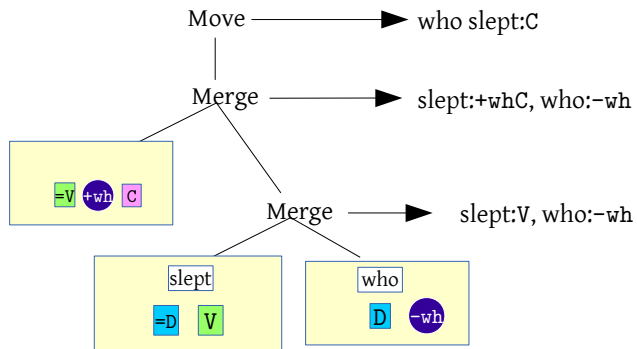 Move who slept:C
Merge slept:+whC, who:-wh
=V +wh C
Merge slept:V, who:-wh
slept who
=D V D -wh